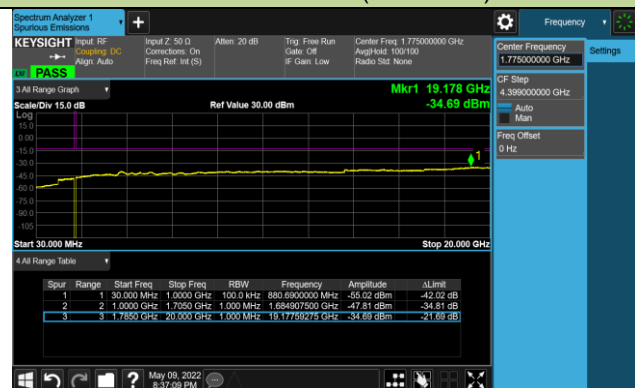 Spectrum Analyzer 1
Spurious Emissions
Frequency
KEYSIGHT Input: RF
Coupling: DC
Align: Auto
Input Z: 50 Ω
Corrections: On
Freq Ref: Int (S)
Atten: 20 dB
Trig: Free Run
Gate: Off
IF Gain: Low
Center Freq: 1.775000000 GHz
Avg|Hold: 100/100
Radio Std: None
PASS
3 All Range Graph
Mkr1 19.178 GHz
Scale/Div 15.0 dB Ref Value 30.00 dBm -34.69 dBm
Log
15.0
0.00
-15.0
-30.0
-45.0
-60.0
-75.0
-90.0
-105
1
Start 30.000 MHz Stop 20.000 GHz
4 All Range Table
Spur Range Start Freq Stop Freq RBW Frequency Amplitude ΔLimit
1 1 30.000 MHz 1.0000 GHz 100.0 kHz 880.6900000 MHz -55.02 dBm -42.02 dB
2 2 1.0000 GHz 1.7050 GHz 1.000 MHz 1.684907500 GHz -47.81 dBm -34.81 dB
3 3 1.7850 GHz 20.000 GHz 1.000 MHz 19.17759275 GHz -34.69 dBm -21.69 dB
Center Frequency
1.775000000 GHz
Settings
CF Step
4.399000000 GHz
Auto
Man
Freq Offset
0 Hz
? May 09, 2022
8:37:09 PM